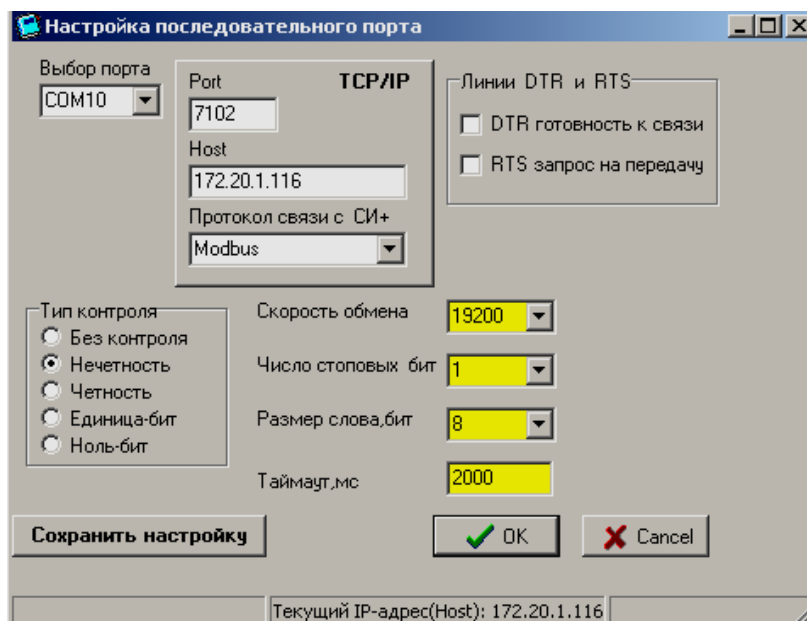 Настройка последовательного порта
Выбор порта
COM10
Port
TCP/IP
7102
Host
172.20.1.116
Протокол связи с СИ+
Modbus
Линии DTR и RTS
DTR готовность к связи
RTS запрос на передачу
Тип контроля
Без контроля
Нечетность
Четность
Единица-бит
Ноль-бит
Скорость обмена
19200
Число стоповых бит
1
Размер слова,бит
8
Таймаут,мс
2000
Сохранить настройку
OK
Cancel
Текущий IP-адрес(Host): 172.20.1.116